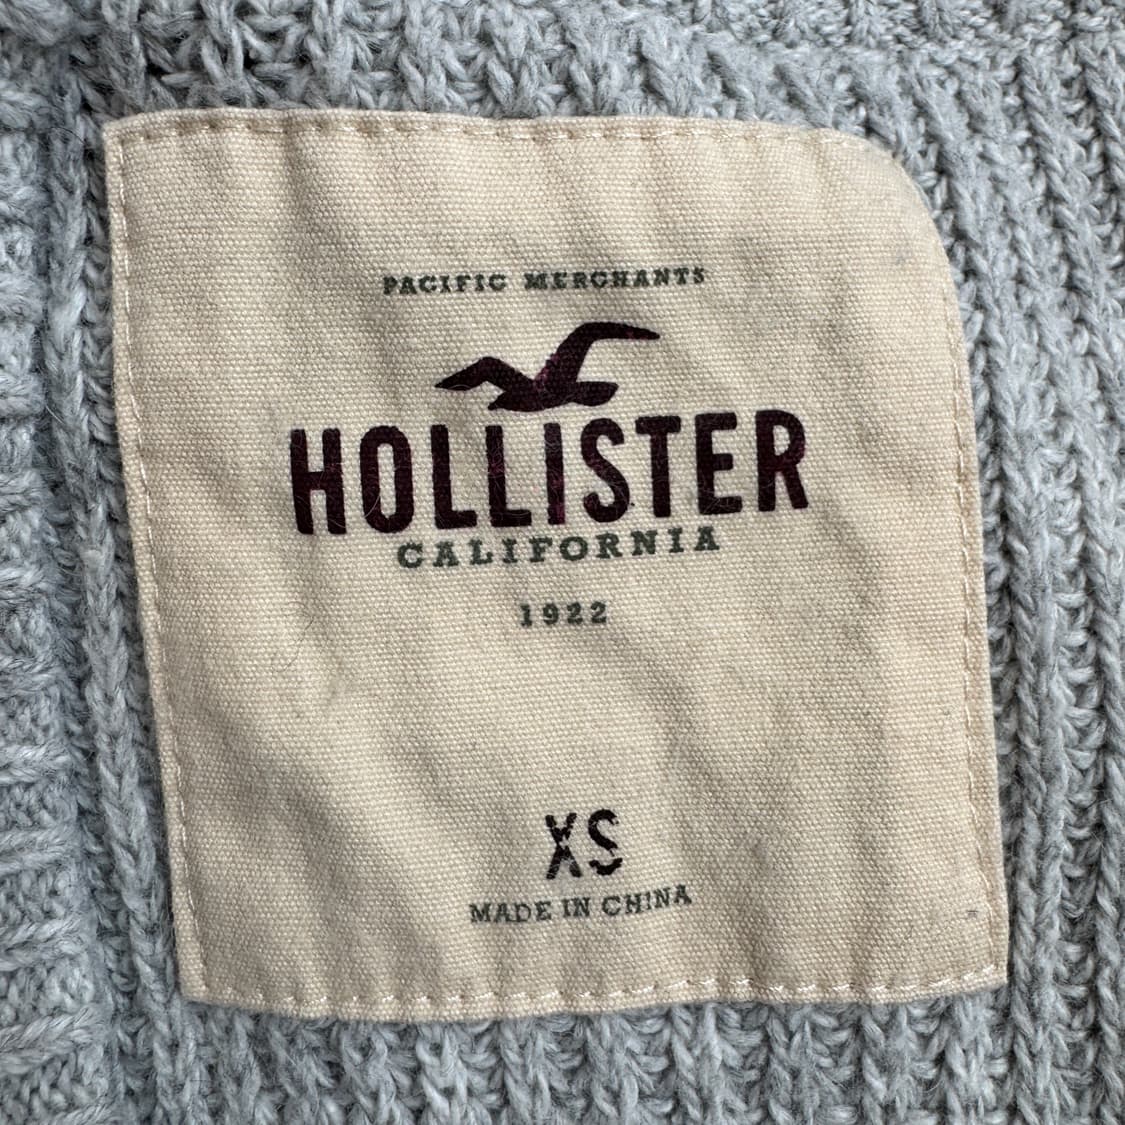 PACIFIC MERCHANTS
HOLLISTER
CALIFORNIA
1922
XS
MADE IN CHINA